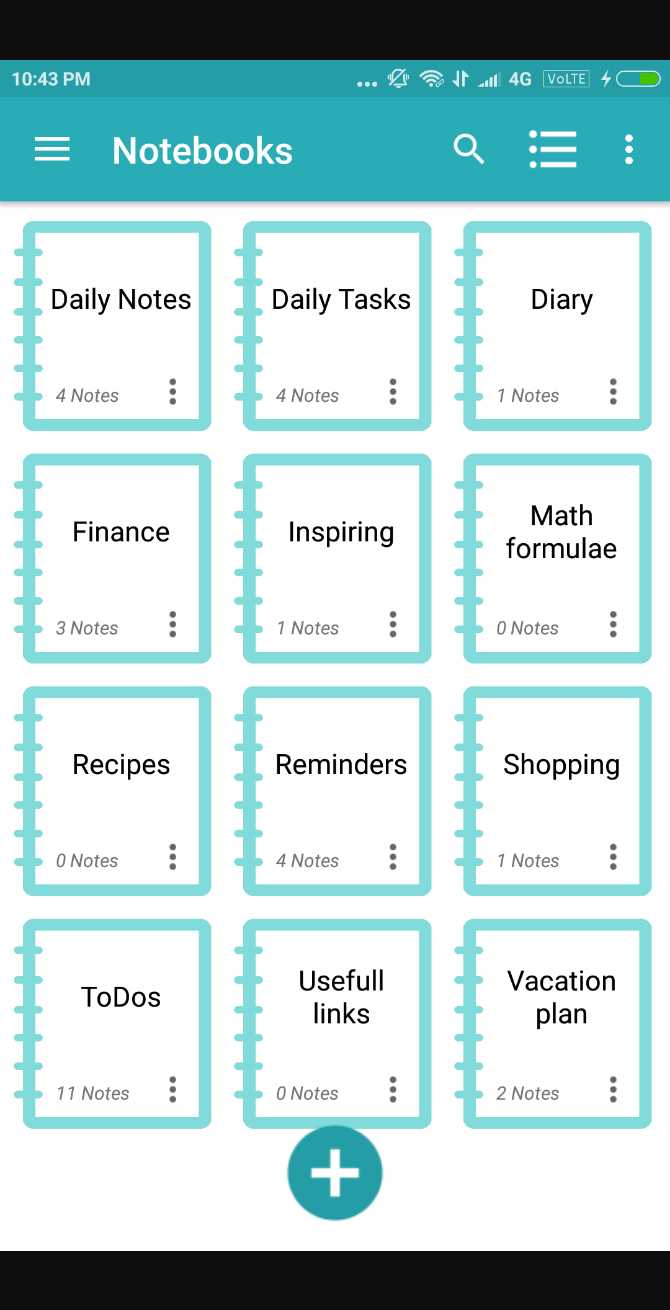 10:43 PM ... 4G VoLTE
Notebooks
Daily Notes
4 Notes
Daily Tasks
4 Notes
Diary
1 Notes
Finance
3 Notes
Inspiring
1 Notes
Math
formulae
0 Notes
Recipes
0 Notes
Reminders
4 Notes
Shopping
1 Notes
ToDos
11 Notes
Usefull
links
0 Notes
Vacation
plan
2 Notes